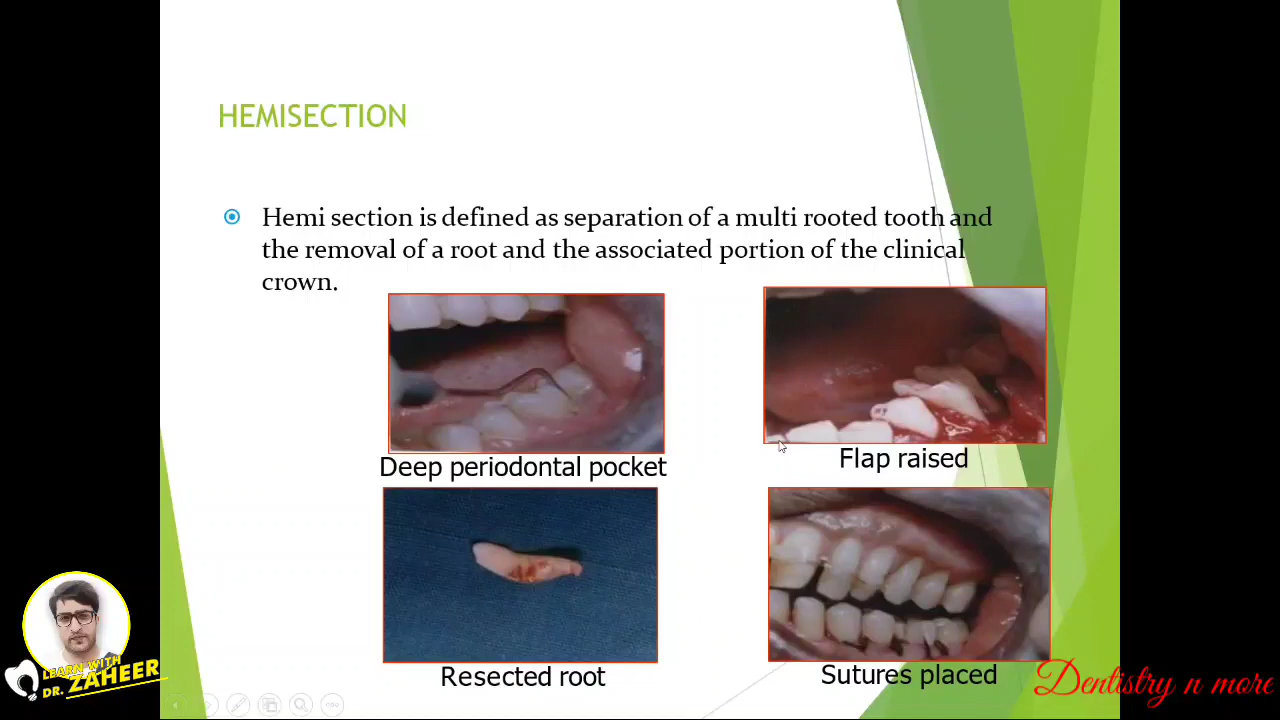 HEMISECTION
Hemi section is defined as separation of a multi rooted tooth and
the removal of a root and the associated portion of the clinical
crown.
Deep periodontal pocket
Flap raised
Resected root
Sutures placed
LEARN WITH
DR. ZAHEER
Dentistry n more